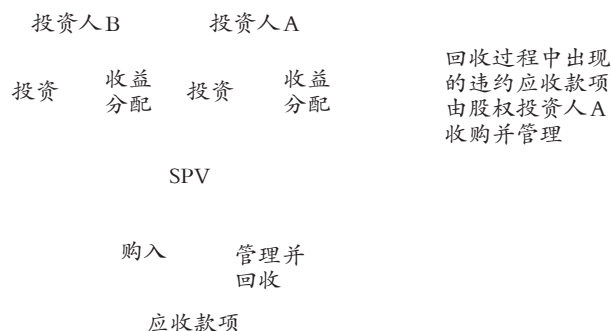 投资人B 投资人A
投资 收益
分配 投资 收益
分配
回收过程中出现
的违约应收款项
由股权投资人A
收购并管理
SPV
购入 管理并
回收
应收款项